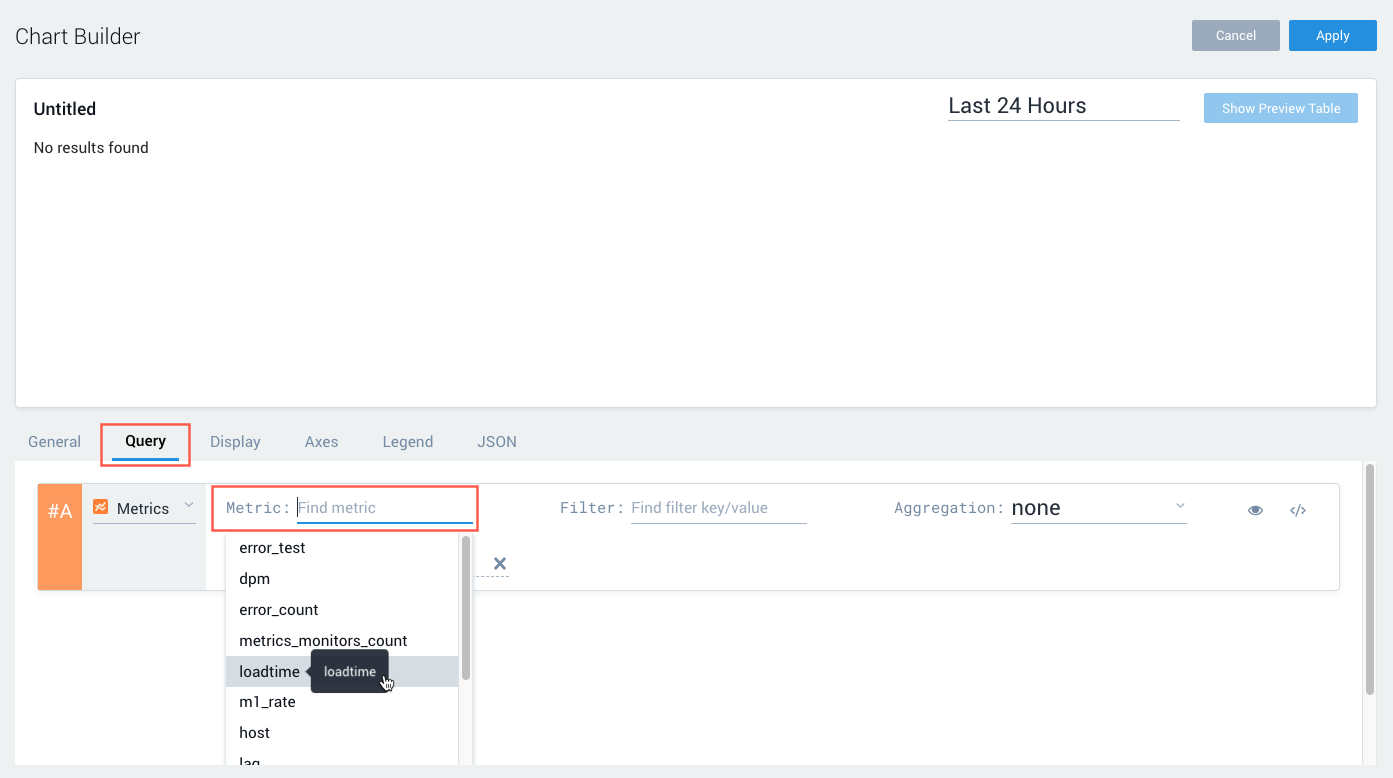 Chart Builder
Cancel
Apply
Untitled
Last 24 Hours
Show Preview Table
No results found
General
Query
Display
Axes
Legend
JSON
#A
Metrics
Metric: Find metric
Filter: Find filter key/value
Aggregation: none
</>
error_test
dpm
error_count
metrics_monitors_count
loadtime
loadtime
m1_rate
host
lag